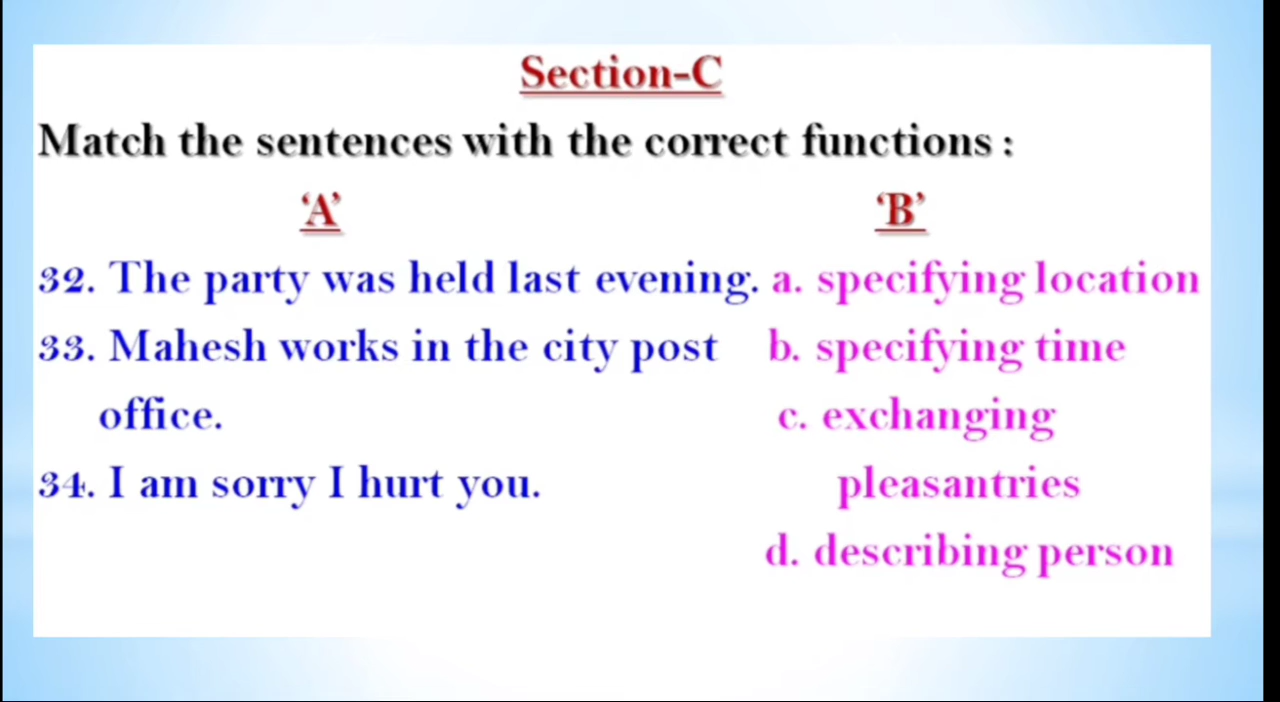 Section-C
Match the sentences with the correct functions :
‘A’ ‘B’
32. The party was held last evening. a. specifying location
33. Mahesh works in the city post b. specifying time
office. c. exchanging
34. I am sorry I hurt you. pleasantries
d. describing person